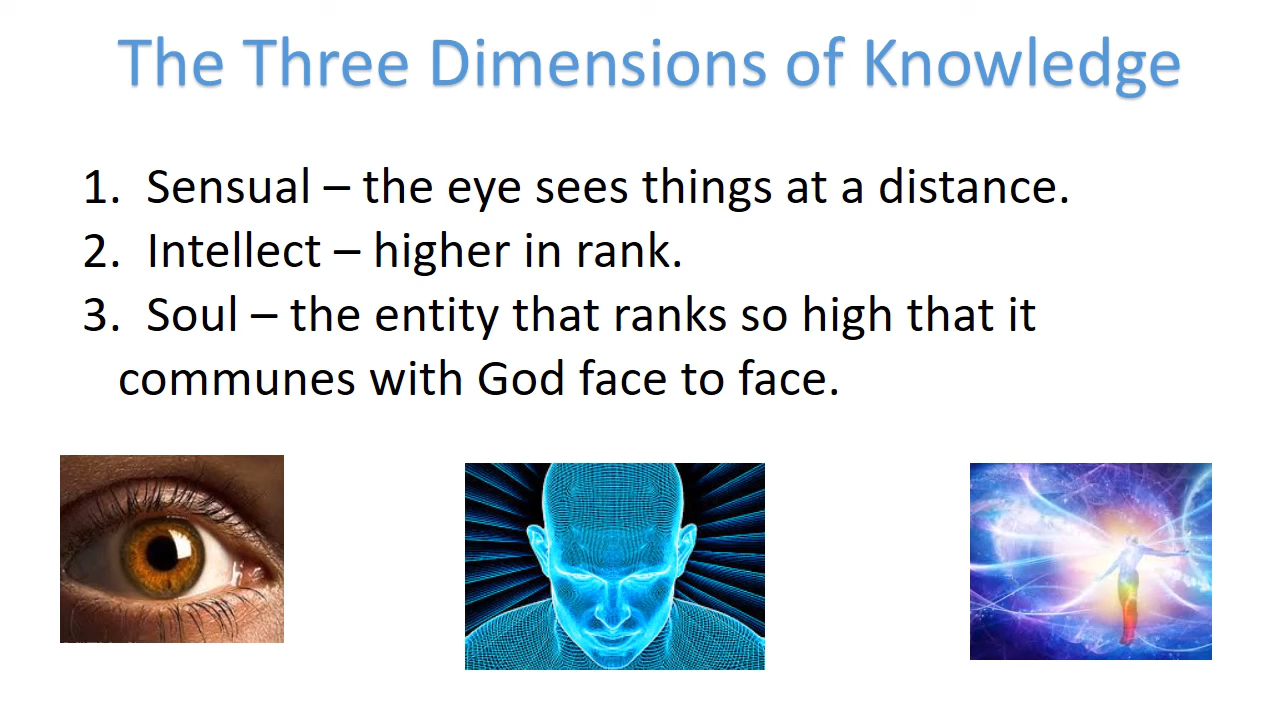 The Three Dimensions of Knowledge
1. Sensual – the eye sees things at a distance.
2. Intellect – higher in rank.
3. Soul – the entity that ranks so high that it
communes with God face to face.